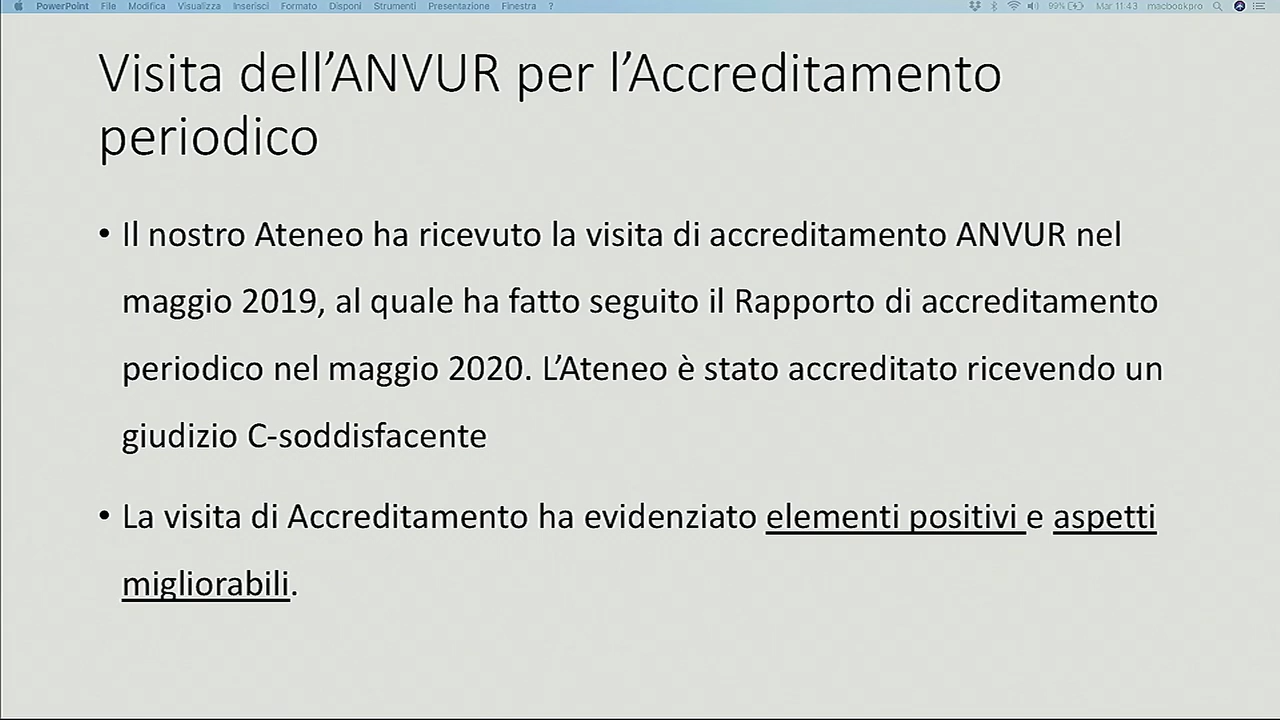 PowerPoint File Modifica Visualizza Inserisci Formato Disponi Strumenti Presentazione Finestra ? 99% Mar 11:43 macbookpro
Visita dell’ANVUR per l’Accreditamento
periodico
• Il nostro Ateneo ha ricevuto la visita di accreditamento ANVUR nel
maggio 2019, al quale ha fatto seguito il Rapporto di accreditamento
periodico nel maggio 2020. L’Ateneo è stato accreditato ricevendo un
giudizio C-soddisfacente
• La visita di Accreditamento ha evidenziato elementi positivi e aspetti
migliorabili.